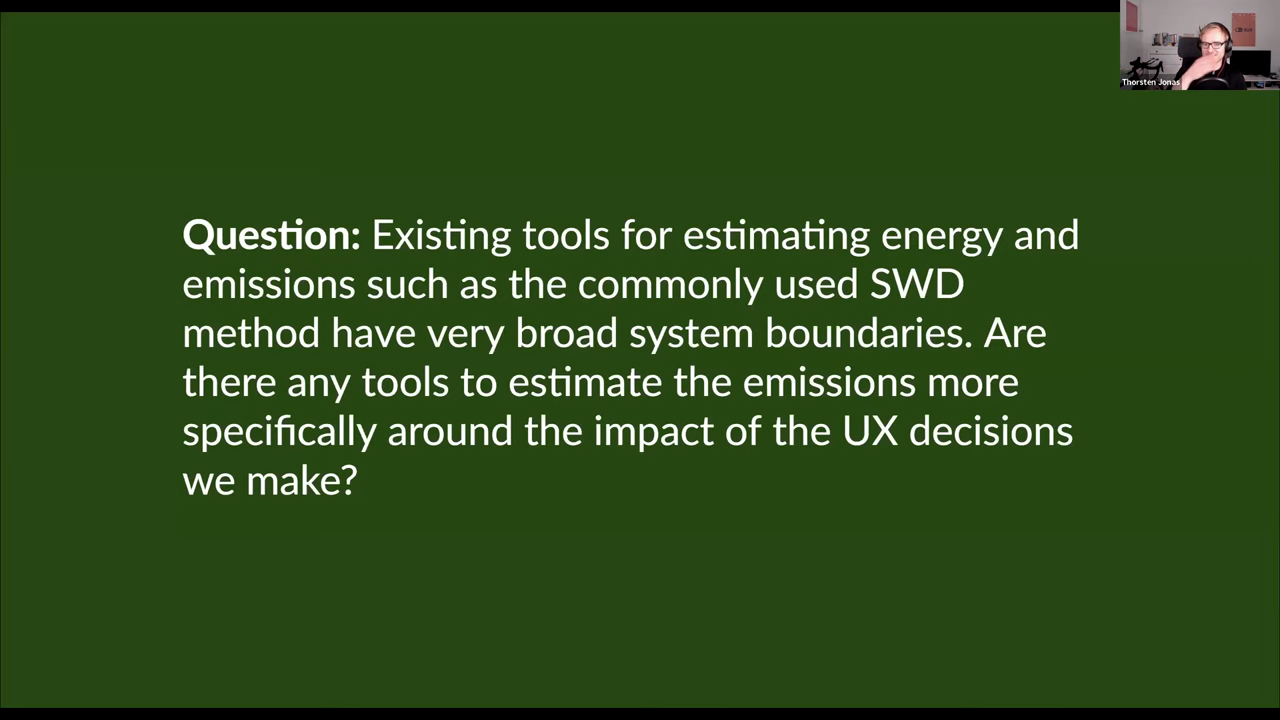 Thorsten Jonas
Question: Existing tools for estimating energy and
emissions such as the commonly used SWD
method have very broad system boundaries. Are
there any tools to estimate the emissions more
specifically around the impact of the UX decisions
we make?